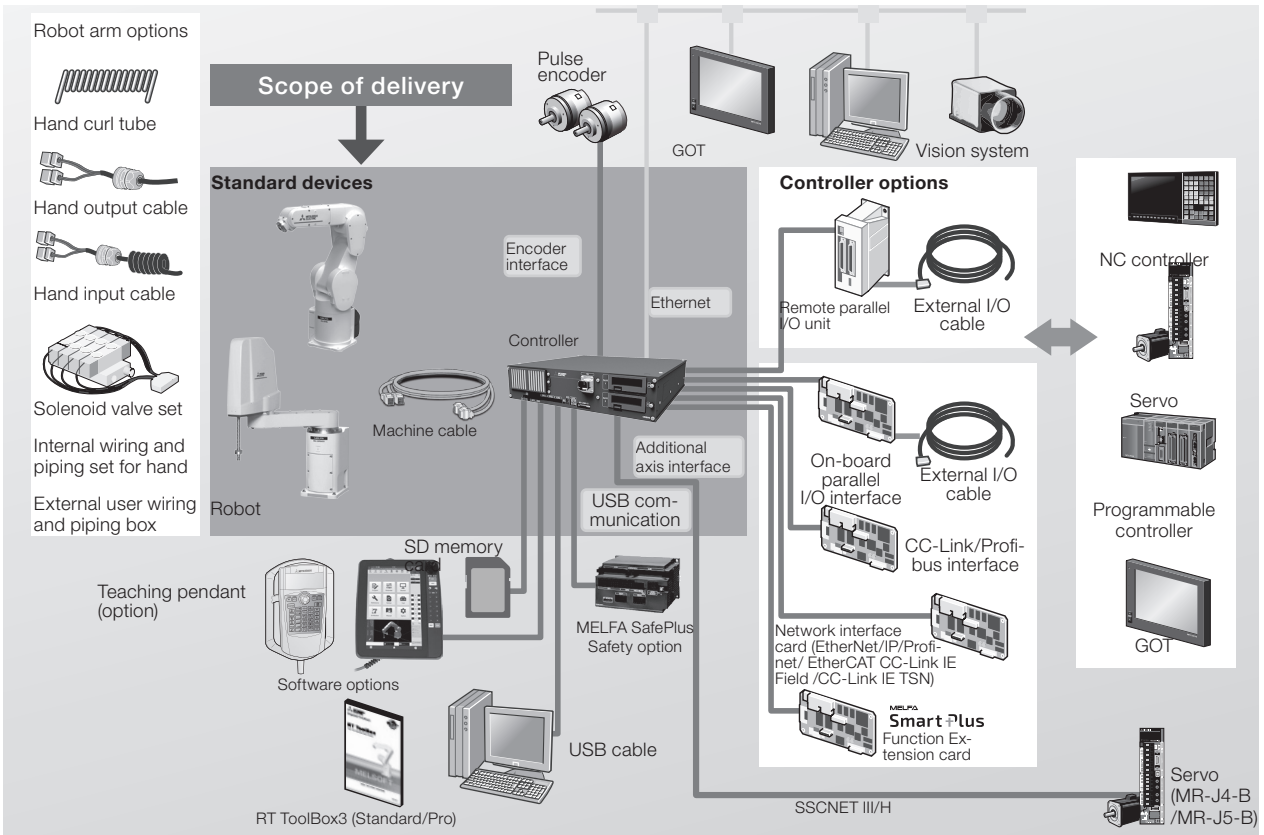 Robot arm options
Hand curl tube
Hand output cable
Hand input cable
Solenoid valve set
Internal wiring and
piping set for hand
External user wiring
and piping box
Scope of delivery
Standard devices
Robot
Machine cable
Controller
Pulse
encoder
Encoder
interface
Ethernet
Additional
axis interface
USB com-
munication
GOT
Vision system
Controller options
Remote parallel
I/O unit
External I/O
cable
On-board
parallel
I/O interface
External I/O
cable
CC-Link/Profi-
bus interface
Network interface
card (EtherNet/IP/Profi-
net/ EtherCAT CC-Link IE
Field /CC-Link IE TSN)
MELFA
Smart Plus
Function Ex-
tension card
NC controller
Servo
Programmable
controller
GOT
Teaching pendant
(option)
SD memory
card
MELFA SafePlus
Safety option
Software options
RT ToolBox3
MELSOFT
RT ToolBox3 (Standard/Pro)
USB cable
SSCNET III/H
Servo
(MR-J4-B
/MR-J5-B)